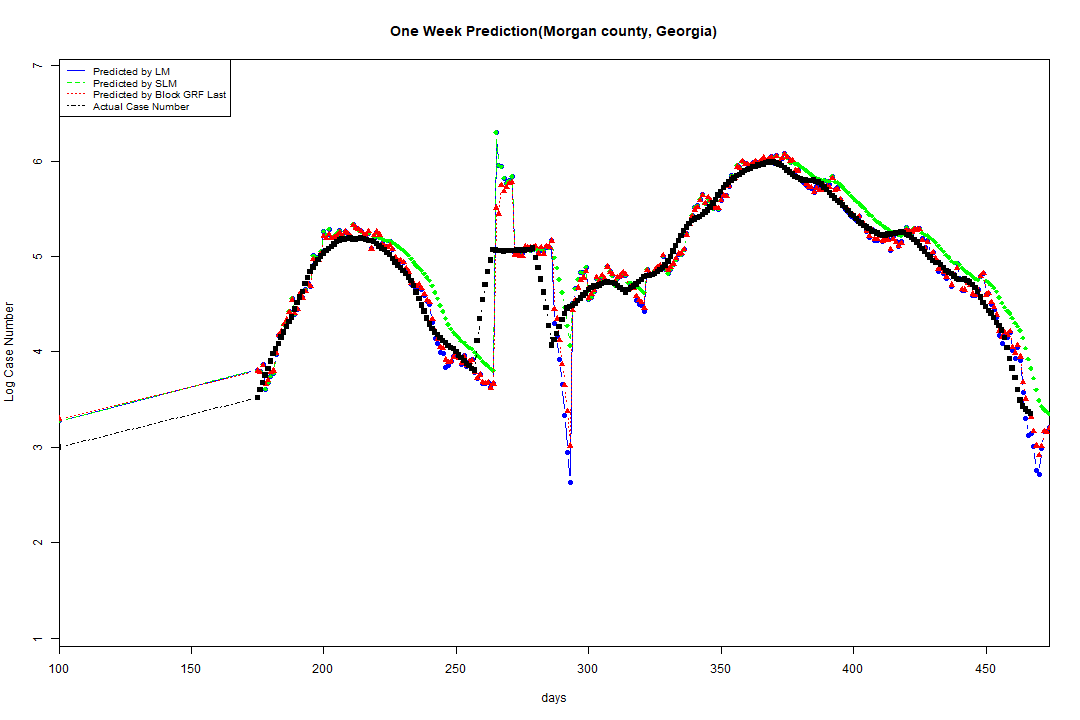 One Week Prediction(Morgan county, Georgia)
Predicted by LM
Predicted by SLM
Predicted by Block GRF Last
Actual Case Number
7
6
5
4
3
2
1
Log Case Number
100 150 200 250 300 350 400 450
days